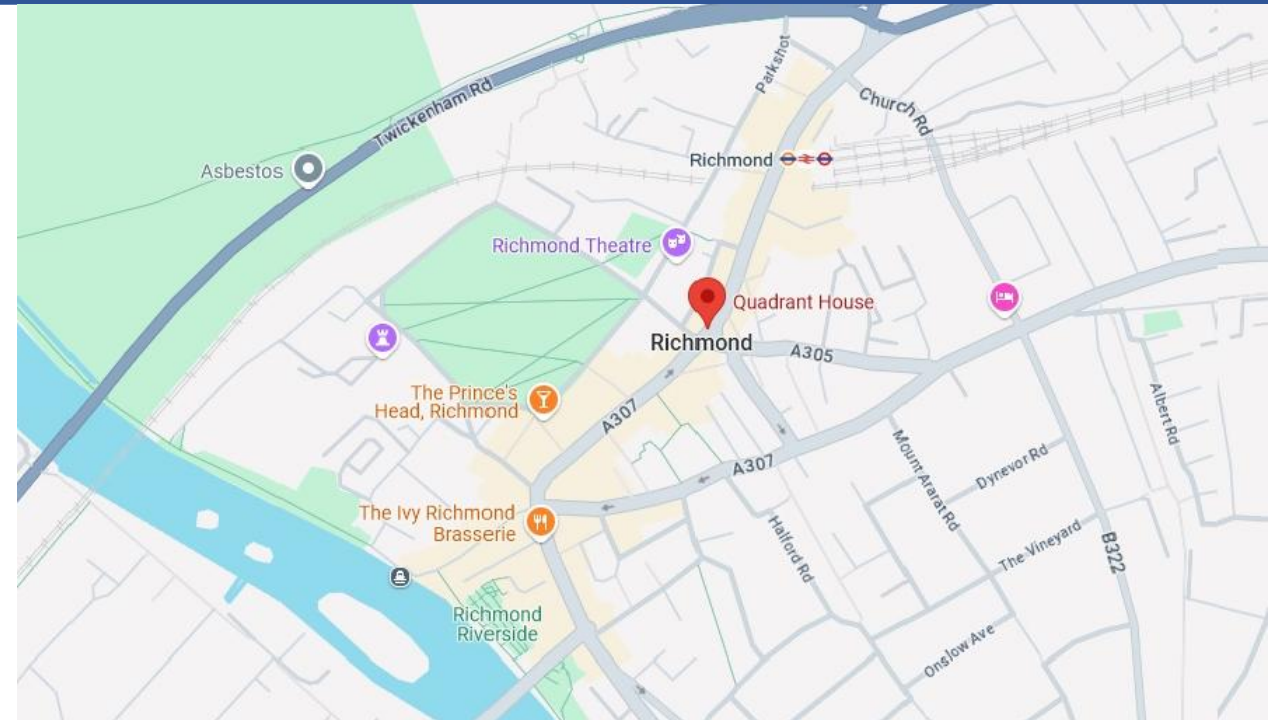 Parkshot
Twickenham Rd
Church Rd
Richmond
Asbestos
Richmond Theatre
Quadrant House
Richmond
A305
The Prince's
Head, Richmond
A307
Albert Rd
A307
Mount Ararat Rd
Dynevor Rd
The Ivy Richmond
Brasserie
Halford Rd
The Vineyard
B322
Richmond
Riverside
Onslow Ave